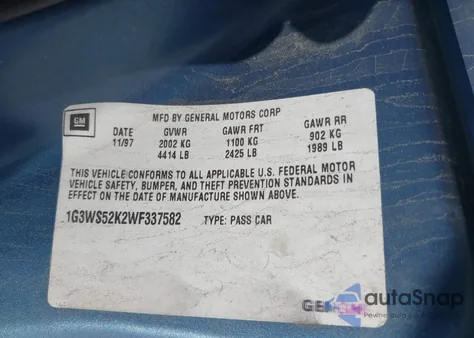 GM
MFD BY GENERAL MOTORS CORP
DATE GVWR GAWR FRT GAWR RR
11/97 2002 KG 1100 KG 902 KG
4414 LB 2425 LB 1989 LB
THIS VEHICLE CONFORMS TO ALL APPLICABLE U.S. FEDERAL MOTOR
VEHICLE SAFETY, BUMPER, AND THEFT PREVENTION STANDARDS IN
EFFECT ON THE DATE OF MANUFACTURE SHOWN ABOVE.
1G3WS52K2WF337582 TYPE: PASS CAR
autoSnap